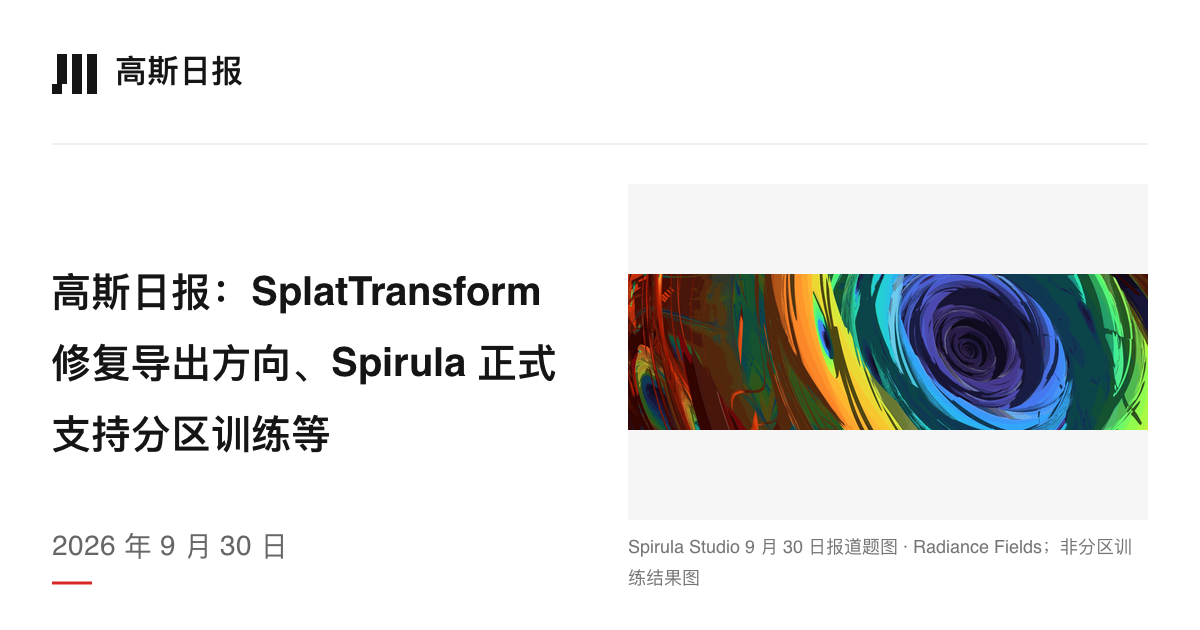 高斯日报
高斯日报：SplatTransform
修复导出方向、Spirula 正式
支持分区训练等
2026 年 9 月 30 日
Spirula Studio 9 月 30 日报道题图 · Radiance Fields；非分区训
练结果图